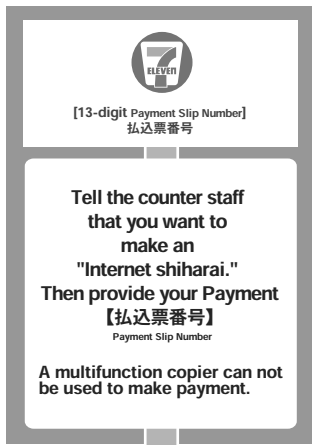 7
ELEVEn
[13-digit Payment Slip Number]
払込票番号
Tell the counter staff
that you want to
make an
"Internet shiharai."
Then provide your Payment
【払込票番号】
Payment Slip Number
A multifunction copier can not
be used to make payment.